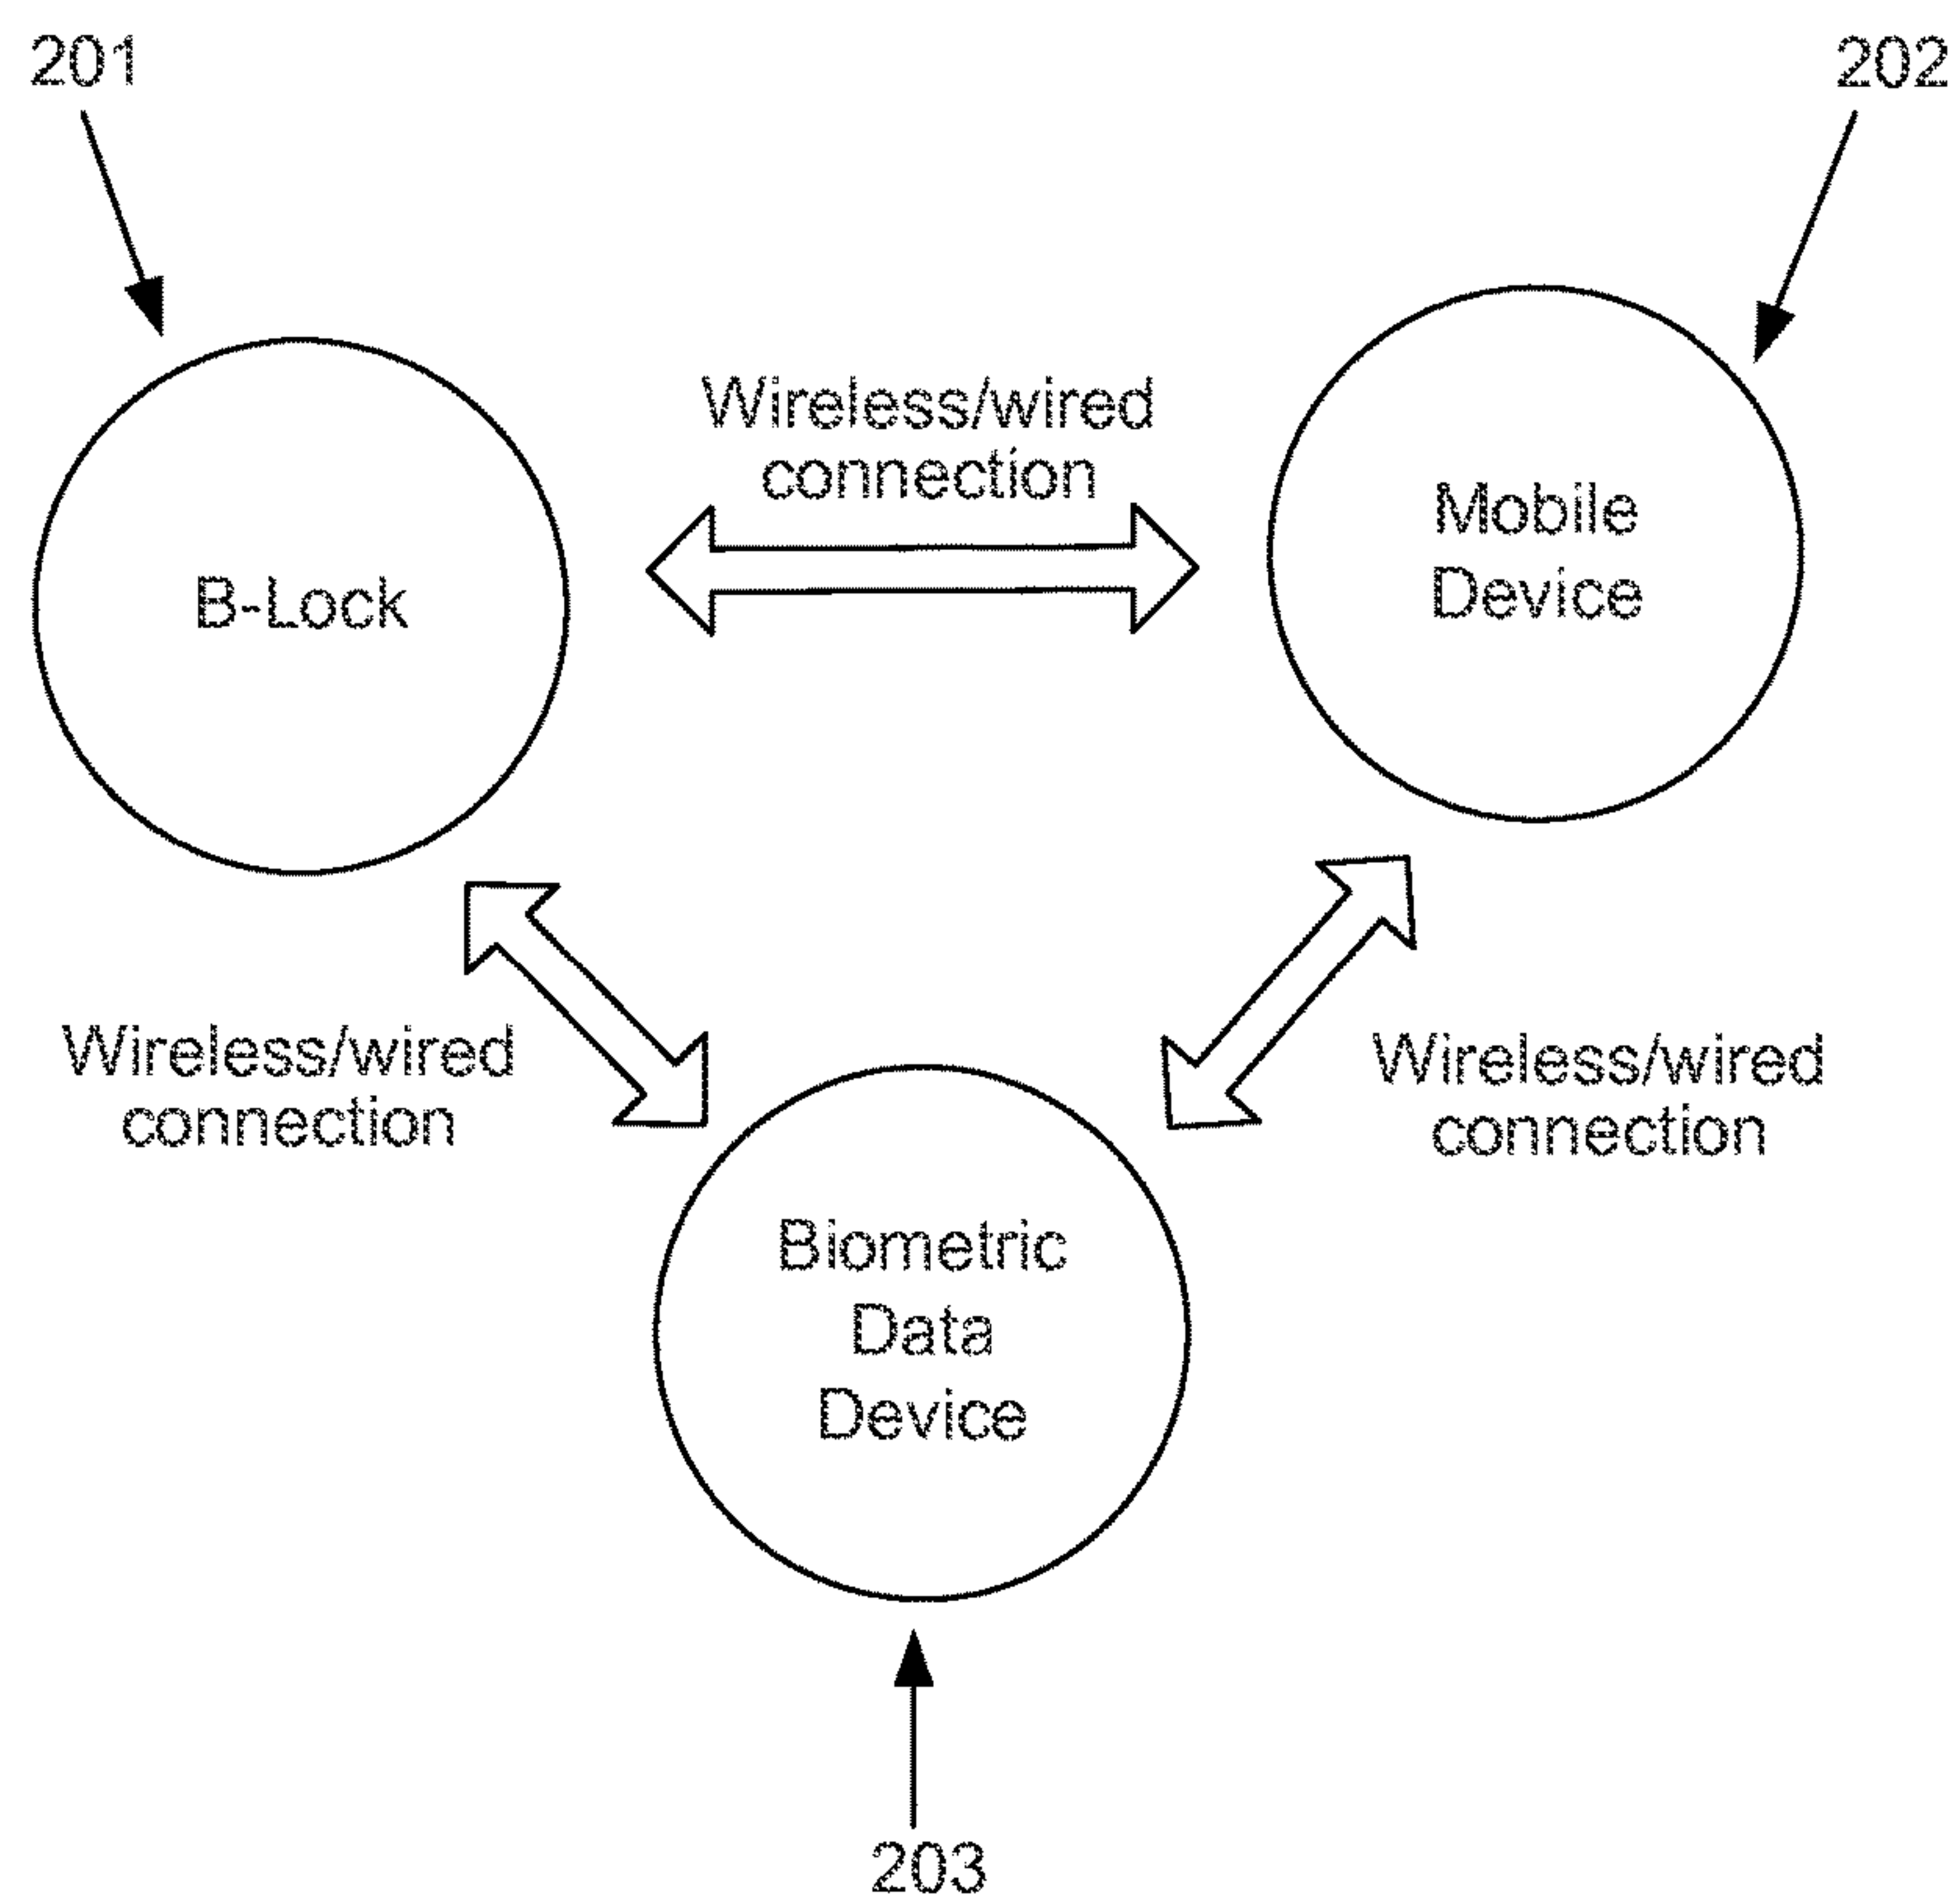 201
202
Wireless/wired
connection
B-Lock
Mobile
Device
Wireless/wired
connection
Wireless/wired
connection
Biometric
Data
Device
203